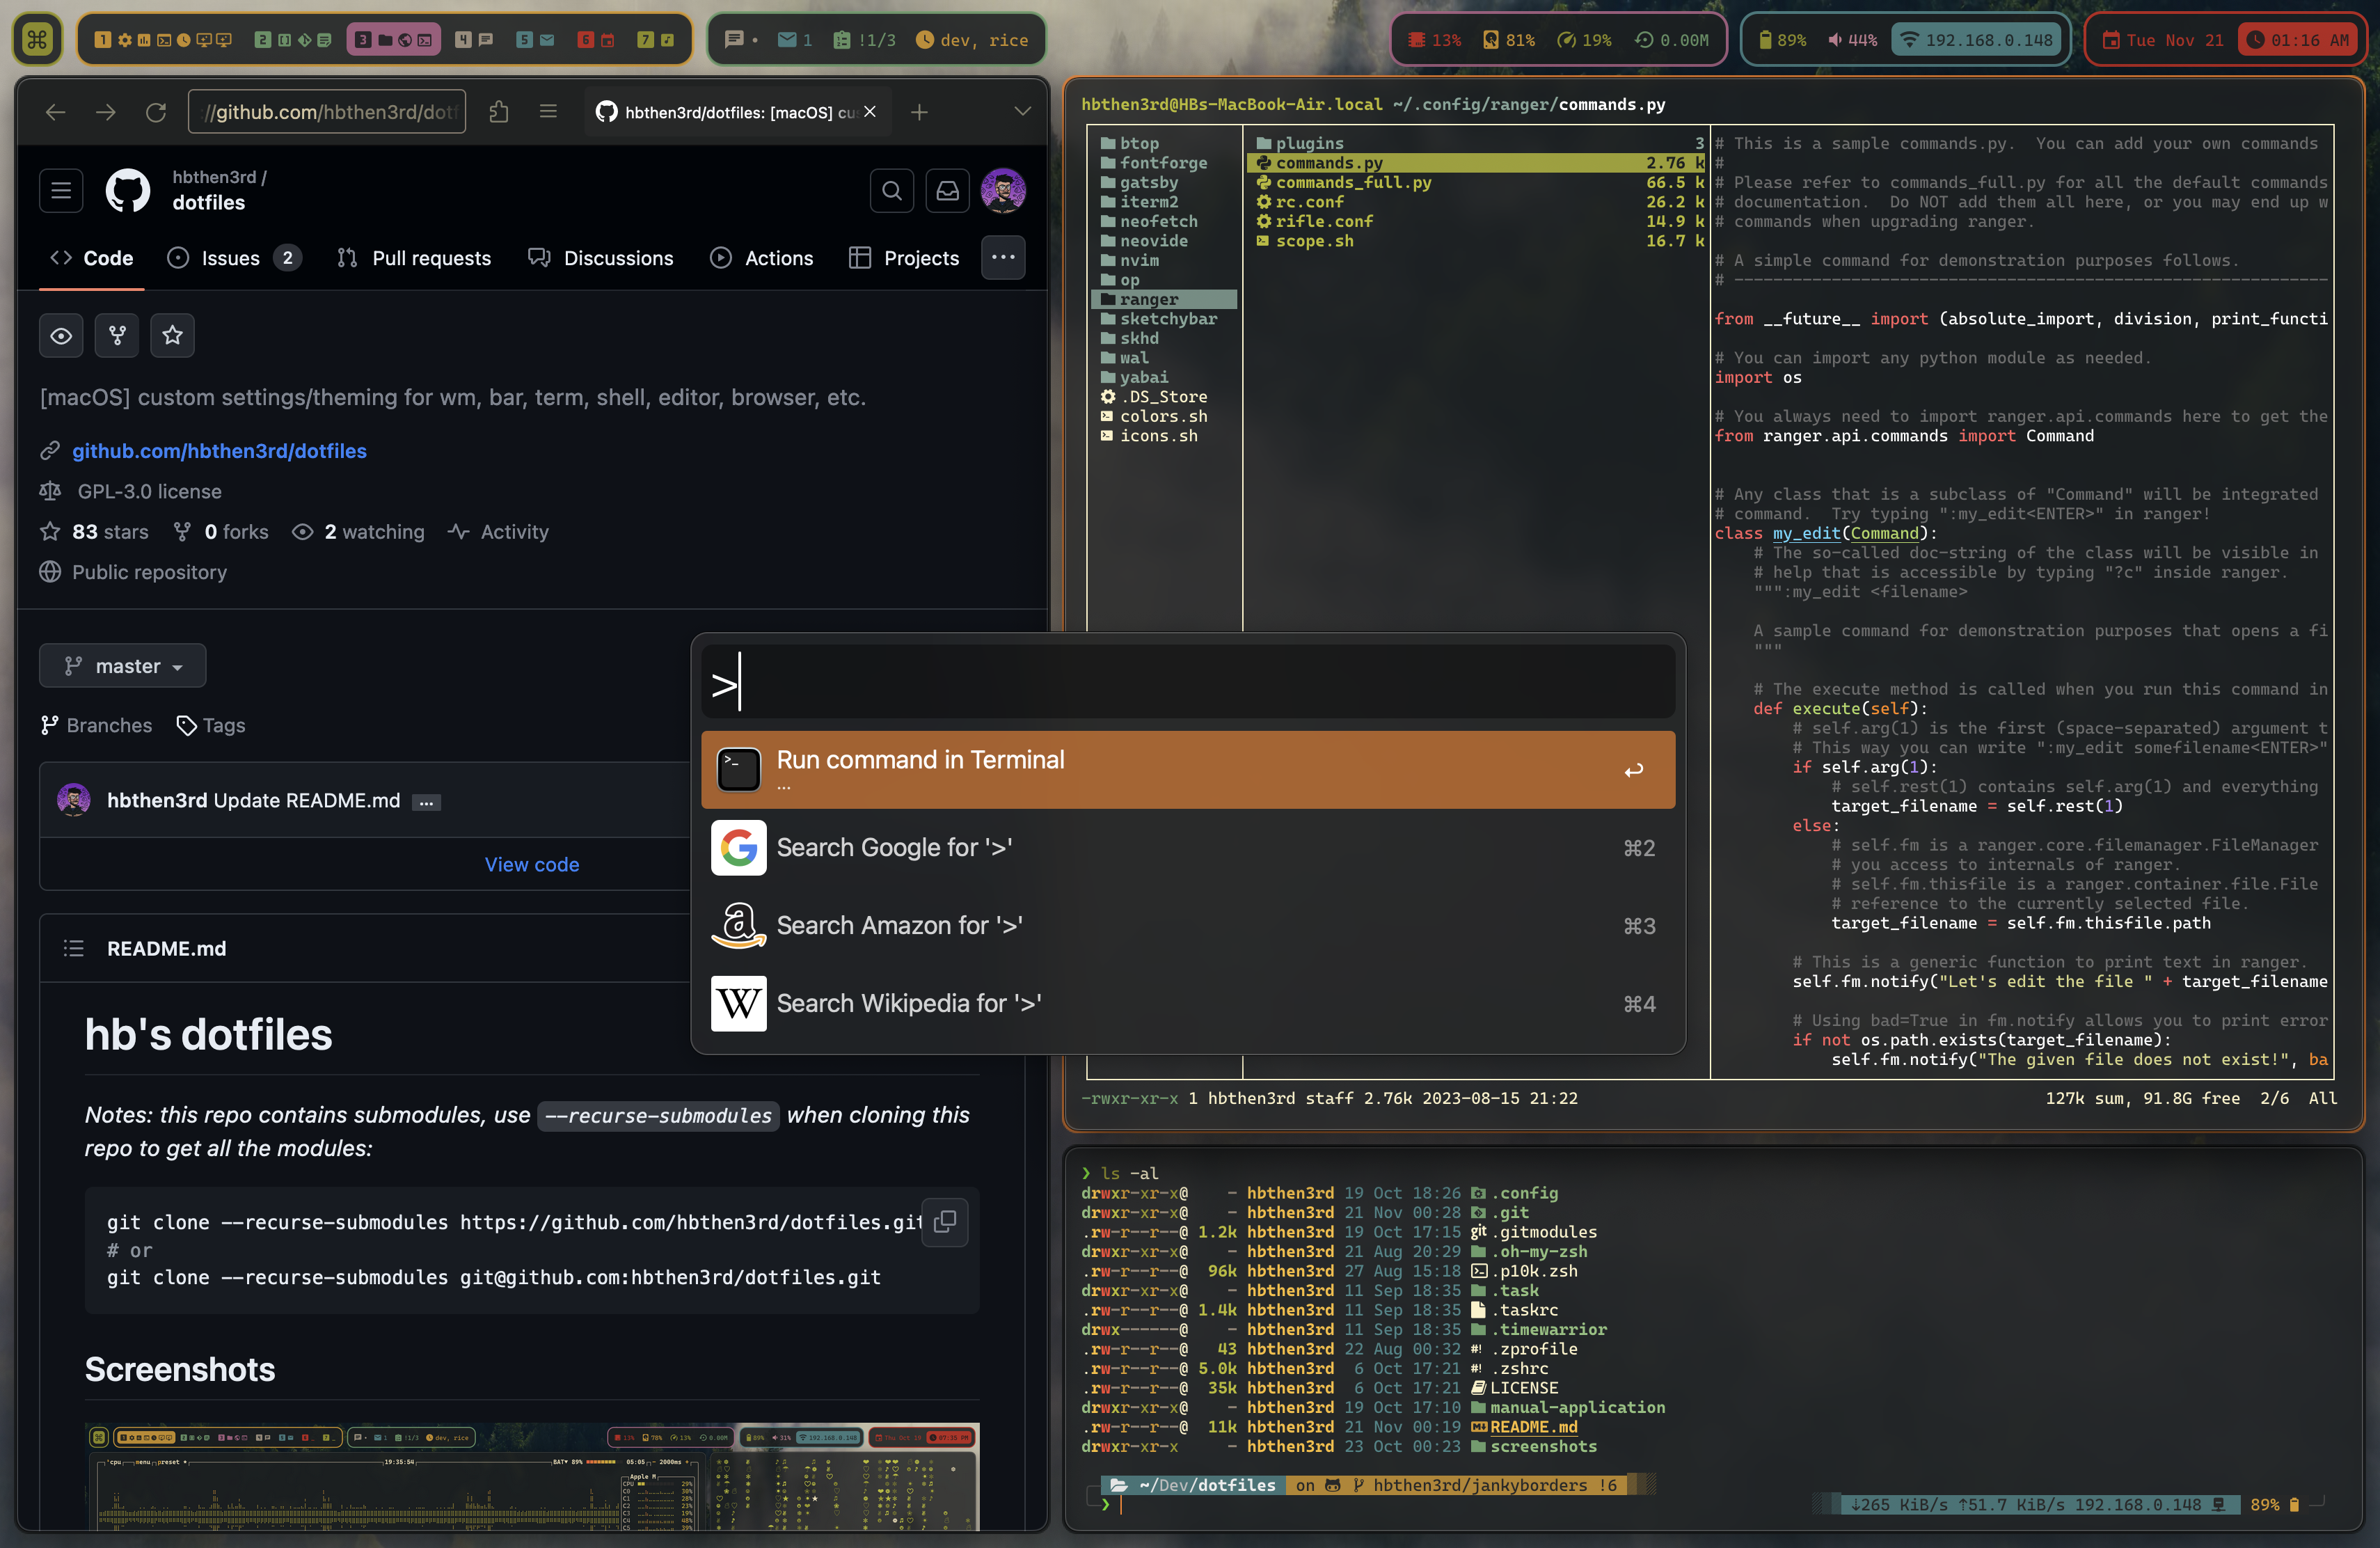 1 2 3 4 5 6 7
1 !1/3 dev, rice
13% 81% 19% 0.00M
89% 44% 192.168.0.148
Tue Nov 21 01:16 AM
://github.com/hbthen3rd/dotf
hbthen3rd/dotfiles: [macOS] cu
hbthen3rd /
dotfiles
Code Issues 2 Pull requests Discussions Actions Projects
[macOS] custom settings/theming for wm, bar, term, shell, editor, browser, etc.
github.com/hbthen3rd/dotfiles
GPL-3.0 license
83 stars 0 forks 2 watching Activity
Public repository
master
Branches Tags
hbthen3rd Update README.md ...
View code
README.md
hb's dotfiles
Notes: this repo contains submodules, use --recurse-submodules when cloning this
repo to get all the modules:
git clone --recurse-submodules https://github.com/hbthen3rd/dotfiles.git
# or
git clone --recurse-submodules git@github.com:hbthen3rd/dotfiles.git
Screenshots
>
Run command in Terminal
...
Search Google for '>' ⌘2
Search Amazon for '>' ⌘3
Search Wikipedia for '>' ⌘4
hbthen3rd@HBs-MacBook-Air.local ~/.config/ranger/commands.py
btop
fontforge
gatsby
iterm2
neofetch
neovide
nvim
op
ranger
sketchybar
skhd
wal
yabai
.DS_Store
colors.sh
icons.sh
plugins 3
commands.py 2.76 k
commands_full.py 66.5 k
rc.conf 26.2 k
rifle.conf 14.9 k
scope.sh 16.7 k
# This is a sample commands.py.  You can add your own commands
#
# Please refer to commands_full.py for all the default commands
# documentation.  Do NOT add them all here, or you may end up w
# commands when upgrading ranger.
# A simple command for demonstration purposes follows.
# ---------------------------------------------------------------
from __future__ import (absolute_import, division, print_functi
# You can import any python module as needed.
import os
# You always need to import ranger.api.commands here to get the
from ranger.api.commands import Command
# Any class that is a subclass of "Command" will be integrated
# command.  Try typing ":my_edit<ENTER>" in ranger!
class my_edit(Command):
# The so-called doc-string of the class will be visible in
# help that is accessible by typing "?c" inside ranger.
""":my_edit <filename>
A sample command for demonstration purposes that opens a fi
"""
# The execute method is called when you run this command in
def execute(self):
# self.arg(1) is the first (space-separated) argument t
# This way you can write ":my_edit somefilename<ENTER>"
if self.arg(1):
# self.rest(1) contains self.arg(1) and everything
target_filename = self.rest(1)
else:
# self.fm is a ranger.core.filemanager.FileManager
# you access to internals of ranger.
# self.fm.thisfile is a ranger.container.file.File
# reference to the currently selected file.
target_filename = self.fm.thisfile.path
# This is a generic function to print text in ranger.
self.fm.notify("Let's edit the file " + target_filename
# Using bad=True in fm.notify allows you to print error
if not os.path.exists(target_filename):
self.fm.notify("The given file does not exist!", ba
-rwxr-xr-x 1 hbthen3rd staff 2.76k 2023-08-15 21:22 127k sum, 91.8G free 2/6 All
❯ ls -al
drwxr-xr-x@ - hbthen3rd 19 Oct 18:26 .config
drwxr-xr-x@ - hbthen3rd 21 Nov 00:28 .git
.rw-r--r--@ 1.2k hbthen3rd 19 Oct 17:15 .gitmodules
drwxr-xr-x@ - hbthen3rd 21 Aug 20:29 .oh-my-zsh
.rw-r--r--@ 96k hbthen3rd 27 Aug 15:18 .p10k.zsh
drwxr-xr-x@ - hbthen3rd 11 Sep 18:35 .task
.rw-r--r--@ 1.4k hbthen3rd 11 Sep 18:35 .taskrc
drwx------@ - hbthen3rd 11 Sep 18:35 .timewarrior
.rw-r--r--@ 43 hbthen3rd 22 Aug 00:32 .zprofile
.rw-r--r--@ 5.0k hbthen3rd 6 Oct 17:21 .zshrc
.rw-r--r--@ 35k hbthen3rd 6 Oct 17:21 LICENSE
drwxr-xr-x@ - hbthen3rd 19 Oct 17:10 manual-application
.rw-r--r--@ 11k hbthen3rd 21 Nov 00:19 README.md
drwxr-xr-x - hbthen3rd 23 Oct 00:23 screenshots
~/Dev/dotfiles on hbthen3rd/jankyborders !6
❯
↓265 KiB/s ↑51.7 KiB/s 192.168.0.148 89%